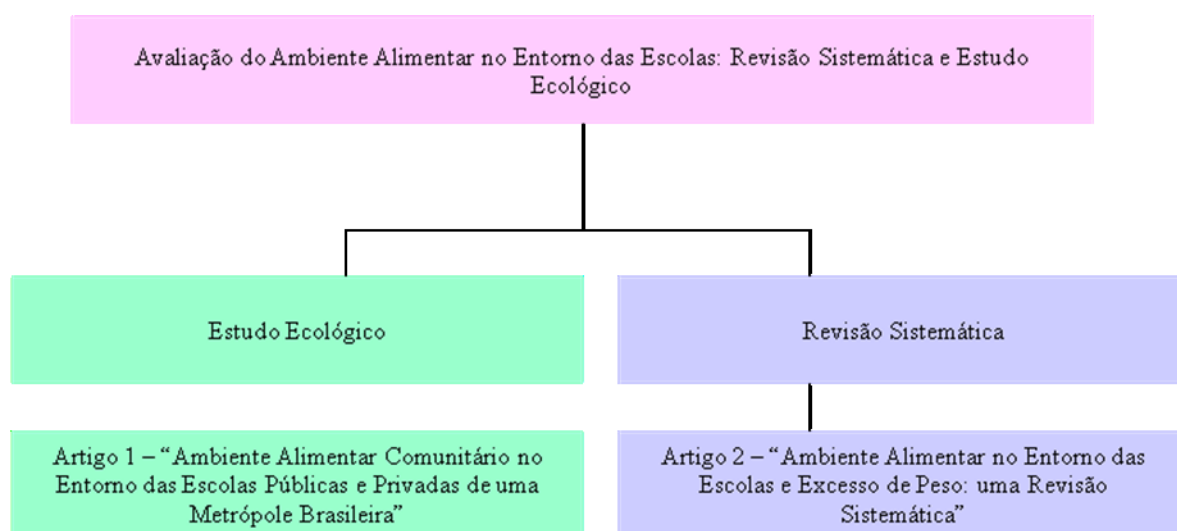 Avaliação do Ambiente Alimentar no Entorno das Escolas: Revisão Sistemática e Estudo
Ecológico
Estudo Ecológico
Revisão Sistemática
Artigo 1 – “Ambiente Alimentar Comunitário no
Entorno das Escolas Públicas e Privadas de uma
Metrópole Brasileira”
Artigo 2 – “Ambiente Alimentar no Entorno das
Escolas e Excesso de Peso: uma Revisão
Sistemática”